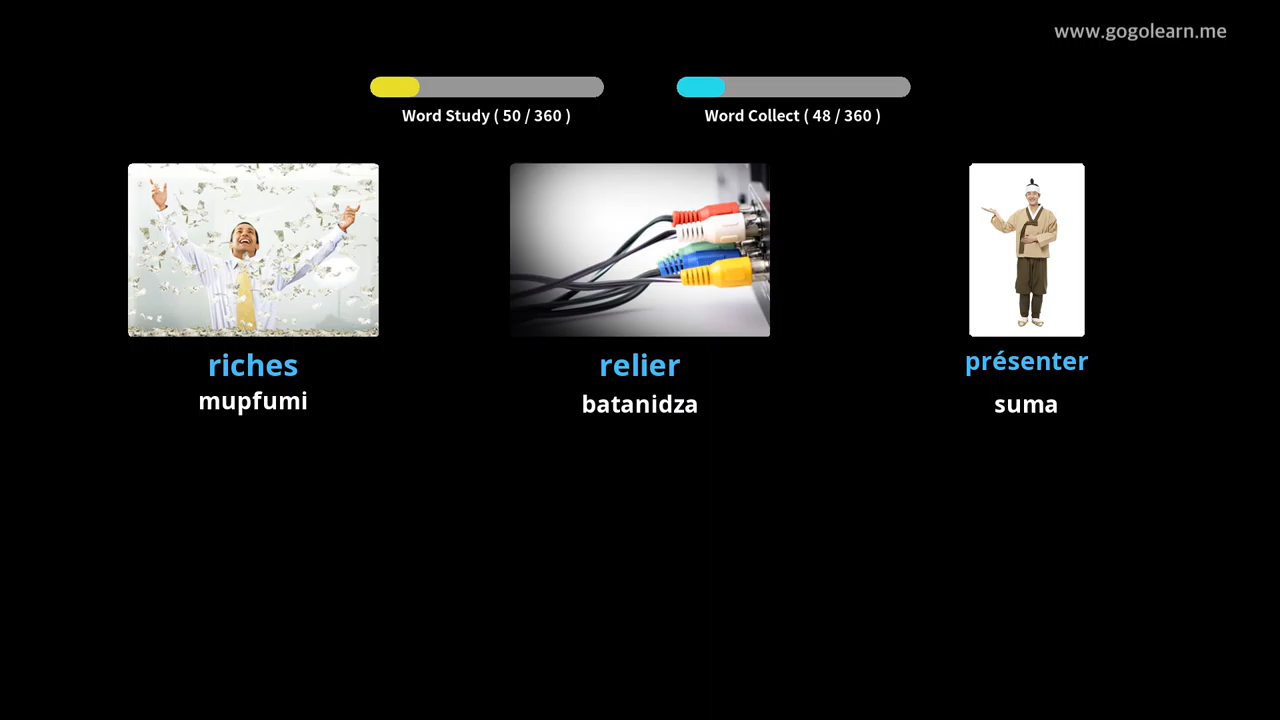 www.gogolearn.me
Word Study ( 50 / 360 )
Word Collect ( 48 / 360 )
riches
mupfumi
relier
batanidza
présenter
suma